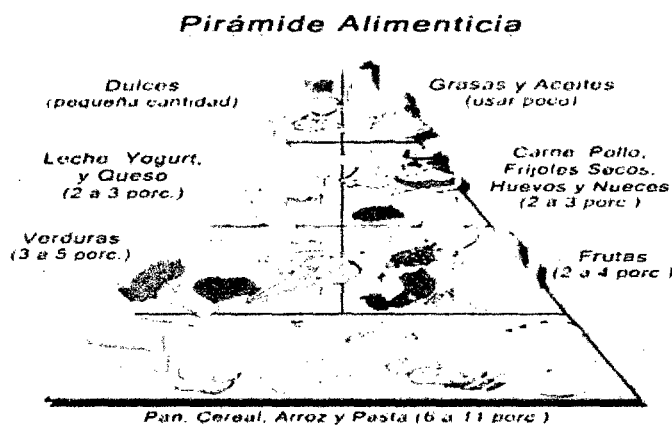 Pirámide Alimenticia
Dulces
(pequeña cantidad)
Grasas y Aceites
(usar poco)
Leche Yogurt,
y Queso
(2 a 3 porc.)
Carne Pollo,
Frijoles Secos,
Huevos y Nueces
(2 a 3 porc )
Verduras
(3 a 5 porc.)
Frutas
(2 a 4 porc )
Pan, Cereal, Arroz y Pasta (6 a 11 porc )